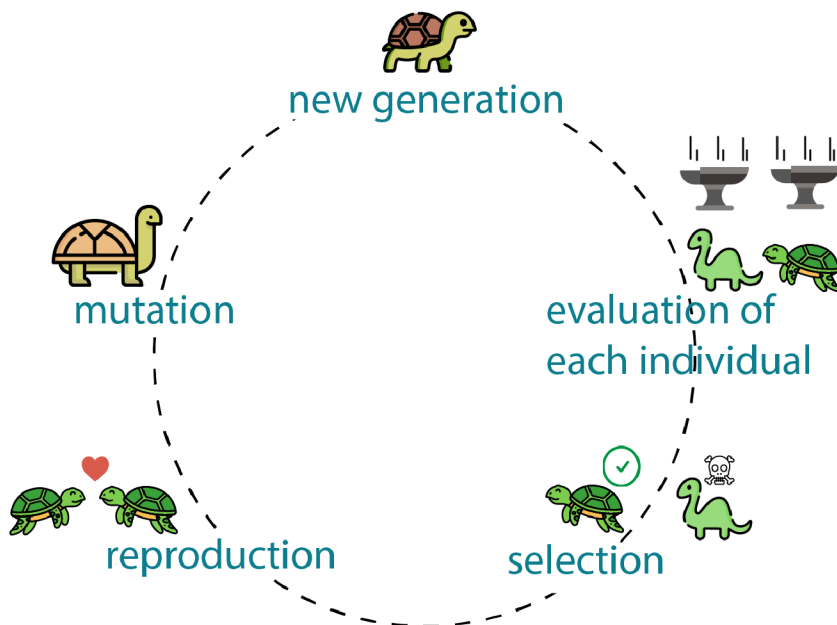 new generation
evaluation of
each individual
selection
reproduction
mutation